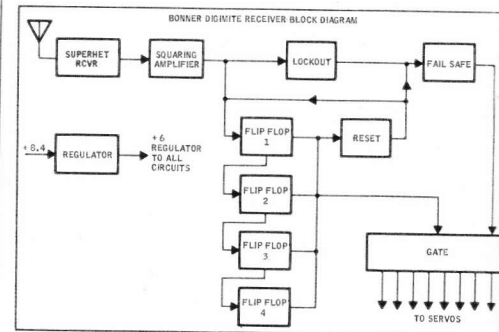 BONNER DIGIMITE RECEIVER BLOCK DIAGRAM
SUPERHET
RCVR
SQUARING
AMPLIFIER
LOCKOUT
FAIL SAFE
+8.4
REGULATOR
+6
REGULATOR
TO ALL
CIRCUITS
FLIP FLOP
1
RESET
FLIP FLOP
2
FLIP FLOP
3
FLIP FLOP
4
GATE
TO SERVOS